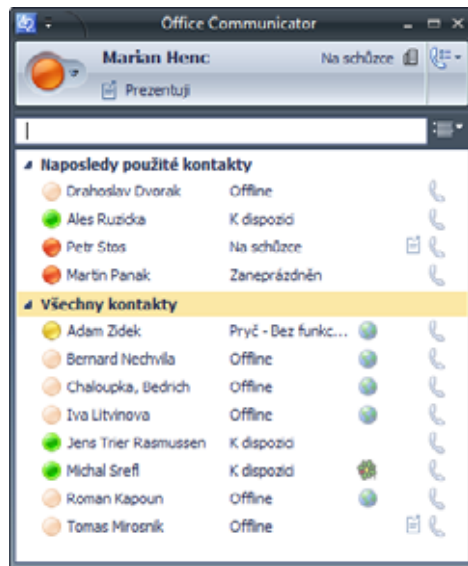 Office Communicator
Marian Henc Na schůzce
Prezentuji
Naposledy použité kontakty
Drahoslav Dvorak Offline
Ales Ruzicka K dispozici
Petr Stos Na schůzce
Martin Panak Zaneprázdněn
Všechny kontakty
Adam Zidek Pryč - Bez funkc...
Bernard Nechvila Offline
Chaloupka, Bedrich Offline
Iva Litvinova Offline
Jens Trier Rasmussen K dispozici
Michal Srefl K dispozici
Roman Kapoun Offline
Tomas Mirosnik Offline